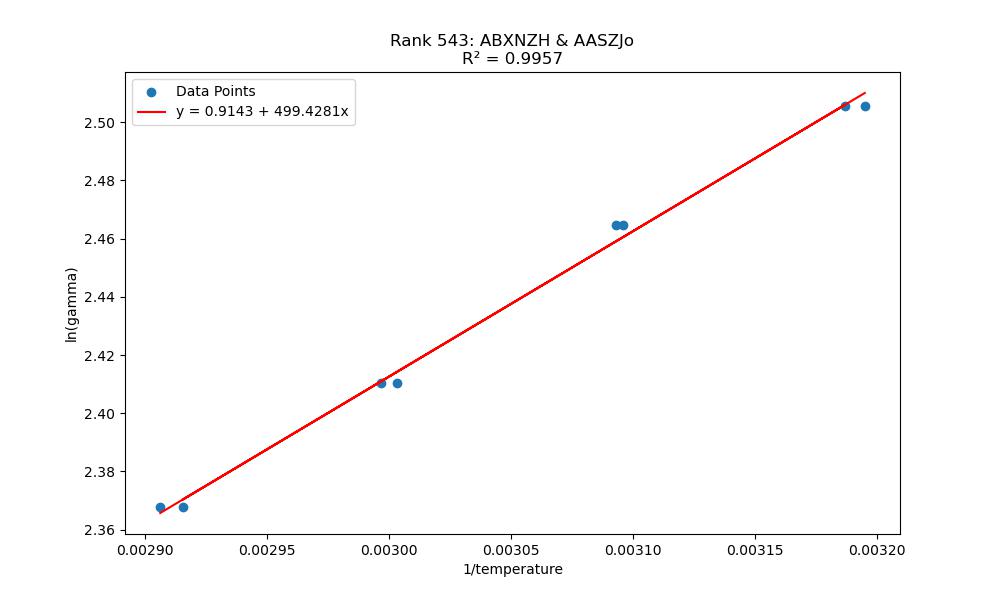 Rank 543: ABXNZH & AASZJo
R² = 0.9957
Data Points
y = 0.9143 + 499.4281x
ln(gamma)
2.50
2.48
2.46
2.44
2.42
2.40
2.38
2.36
0.00290 0.00295 0.00300 0.00305 0.00310 0.00315 0.00320
1/temperature